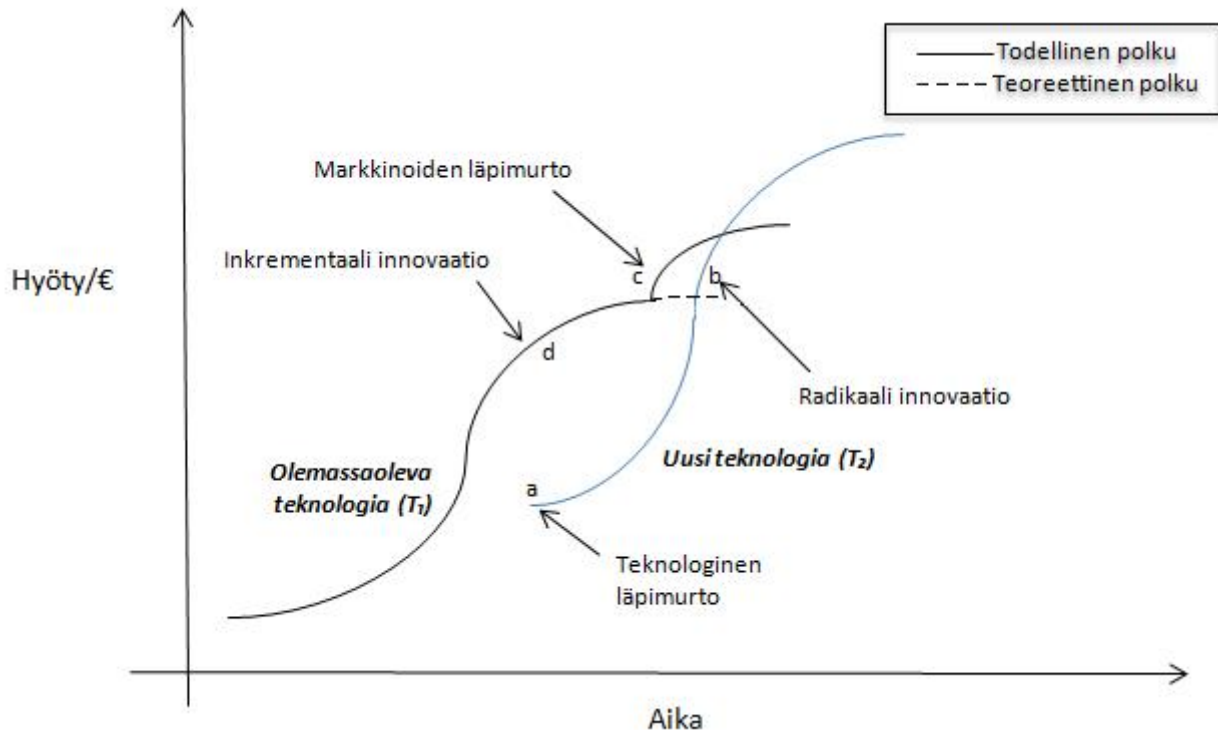 Todellinen polku
Teoreettinen polku
Markkinoiden läpimurto
Inkrementaali innovaatio
Hyöty/€
c
b
d
Radikaali innovaatio
Olemassaoleva
teknologia (T₁)
Uusi teknologia (T₂)
a
Teknologinen
läpimurto
Aika